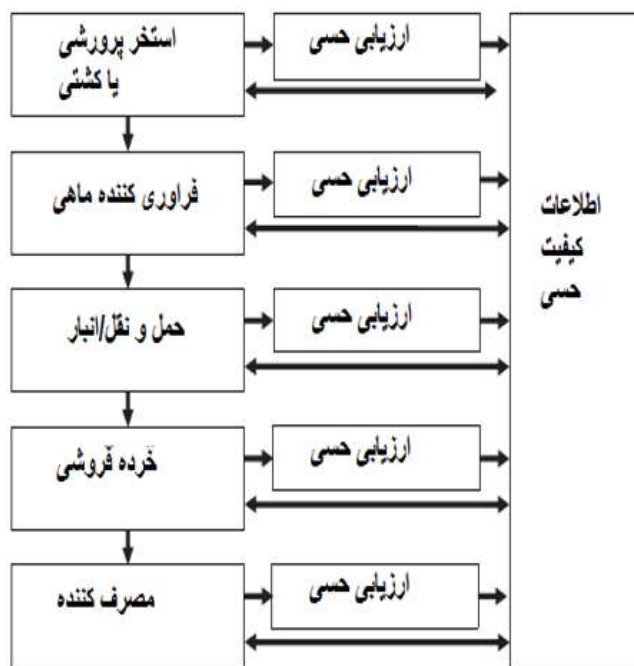 استخر پرورشی
یا کشتی
ارزیابی حسی
فراوری کننده ماهی
ارزیابی حسی
حمل و نقل/انبار
ارزیابی حسی
خرده فروشی
ارزیابی حسی
مصرف کننده
ارزیابی حسی
اطلاعات
کیفیت
حسی